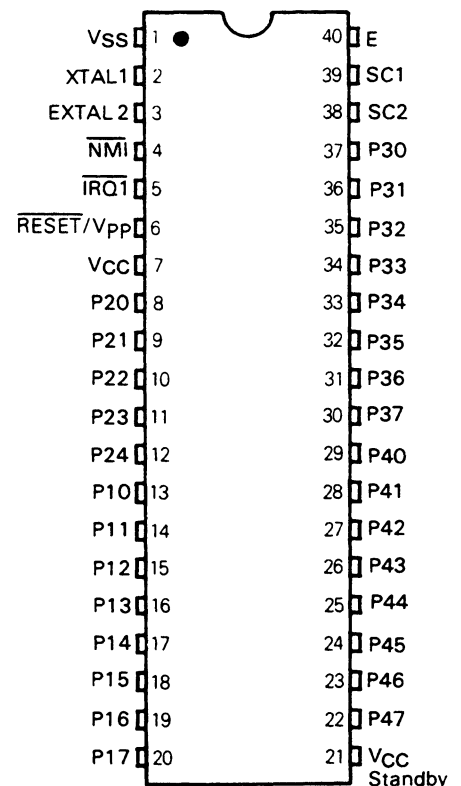 VSS 1 40 E
XTAL1 2 39 SC1
EXTAL2 3 38 SC2
NMI 4 37 P30
IRQ1 5 36 P31
RESET/VPP 6 35 P32
VCC 7 34 P33
P20 8 33 P34
P21 9 32 P35
P22 10 31 P36
P23 11 30 P37
P24 12 29 P40
P10 13 28 P41
P11 14 27 P42
P12 15 26 P43
P13 16 25 P44
P14 17 24 P45
P15 18 23 P46
P16 19 22 P47
P17 20 21 VCC
Standby